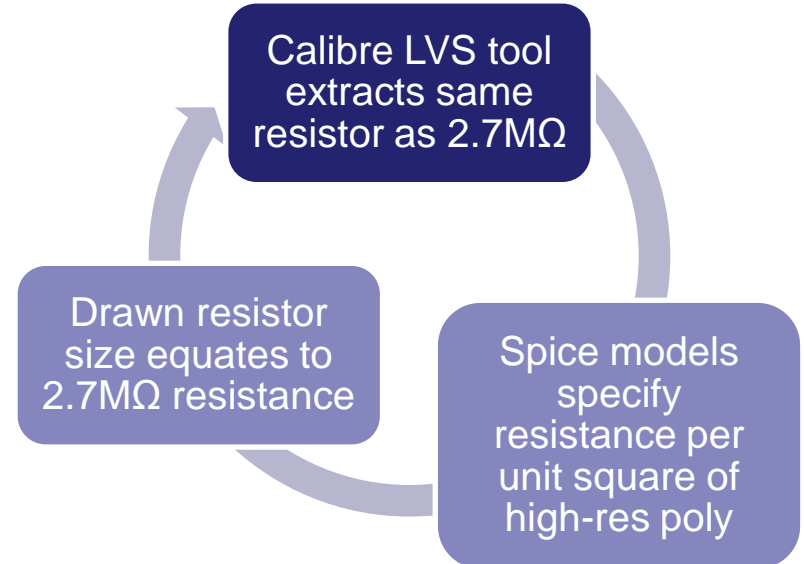 Calibre LVS tool
extracts same
resistor as 2.7MΩ
Drawn resistor
size equates to
2.7MΩ resistance
Spice models
specify
resistance per
unit square of
high-res poly